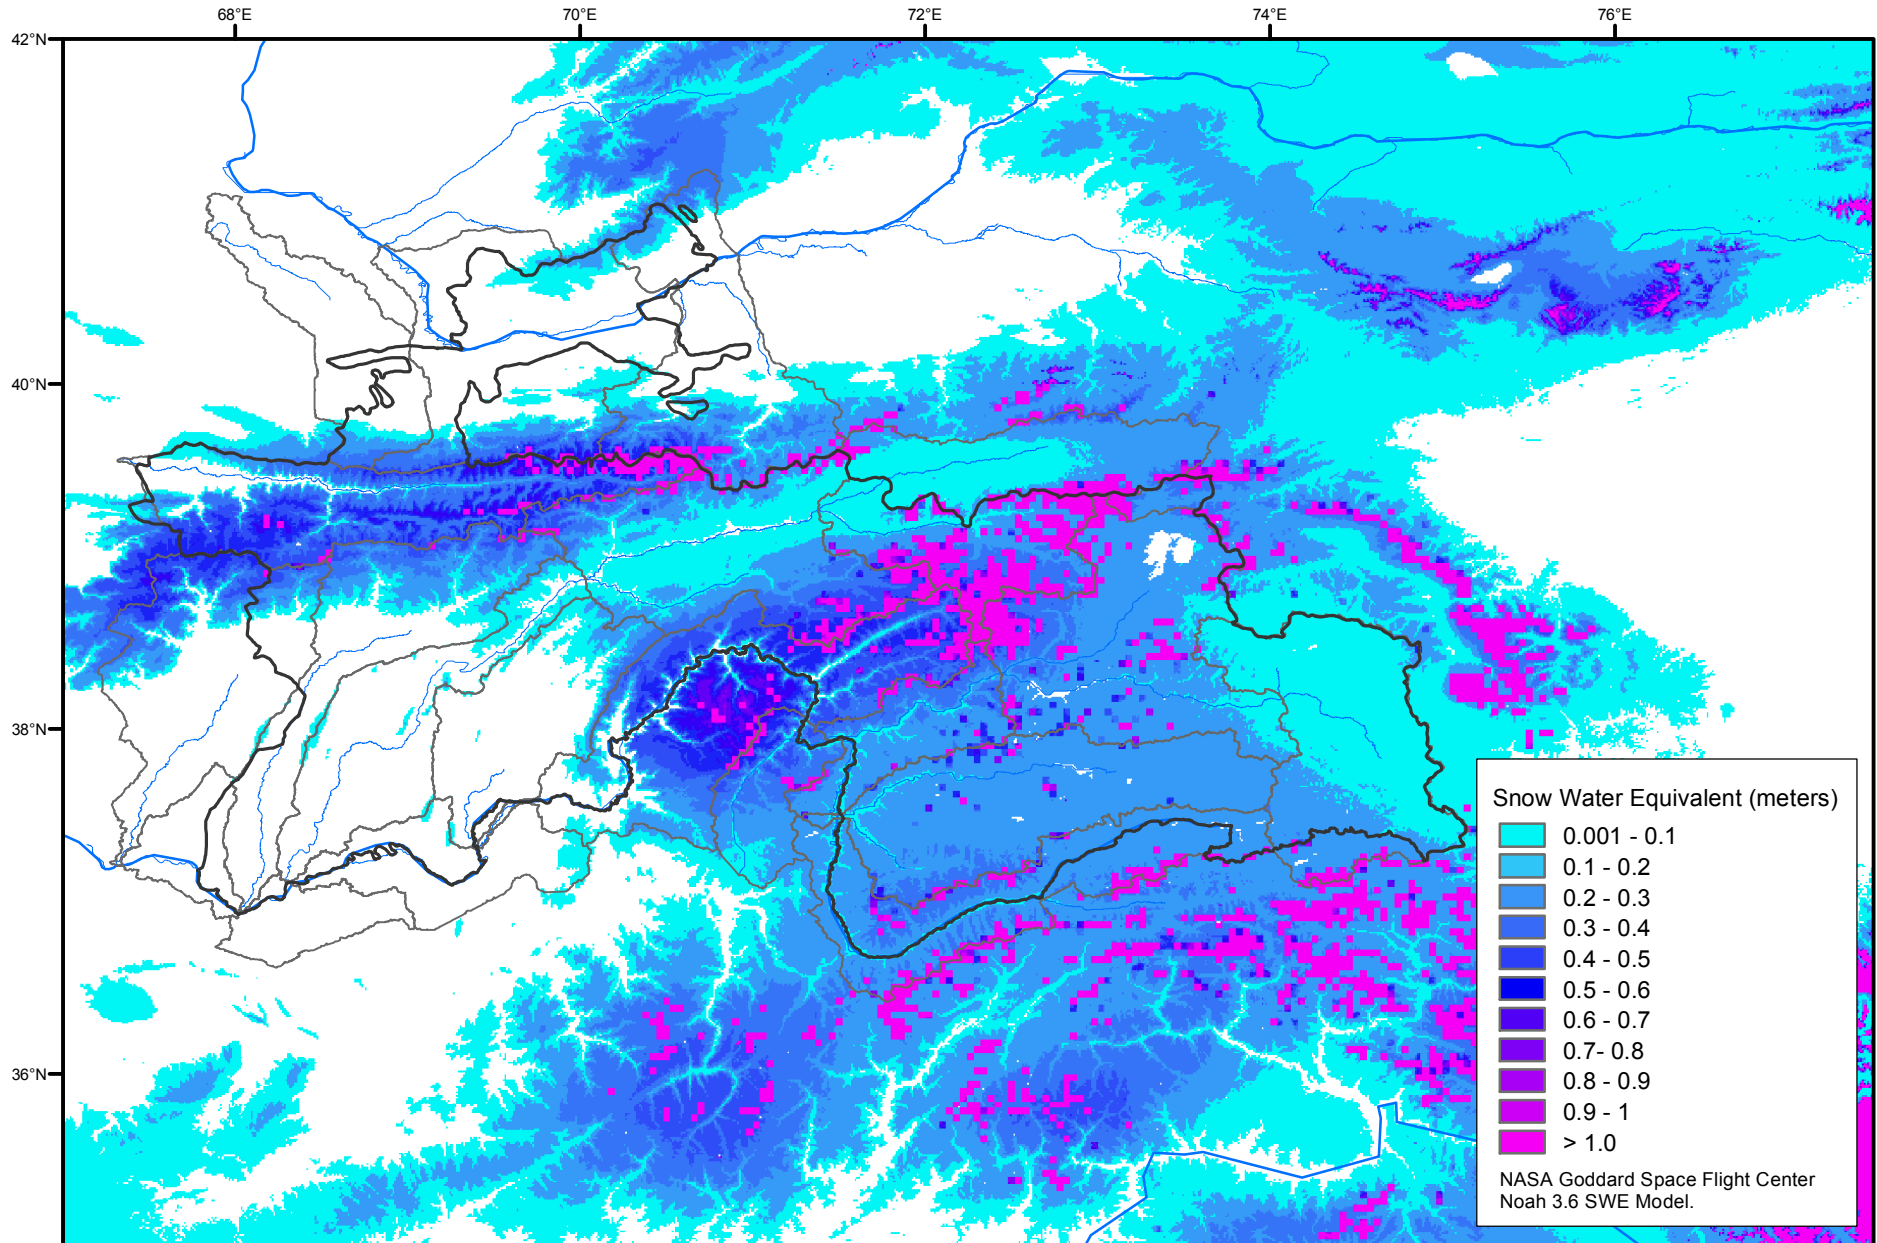 68°E 70°E 72°E 74°E 76°E
42°N
40°N
38°N
36°N
Snow Water Equivalent (meters)
0.001 - 0.1
0.1 - 0.2
0.2 - 0.3
0.3 - 0.4
0.4 - 0.5
0.5 - 0.6
0.6 - 0.7
0.7- 0.8
0.8 - 0.9
0.9 - 1
> 1.0
NASA Goddard Space Flight Center
Noah 3.6 SWE Model.